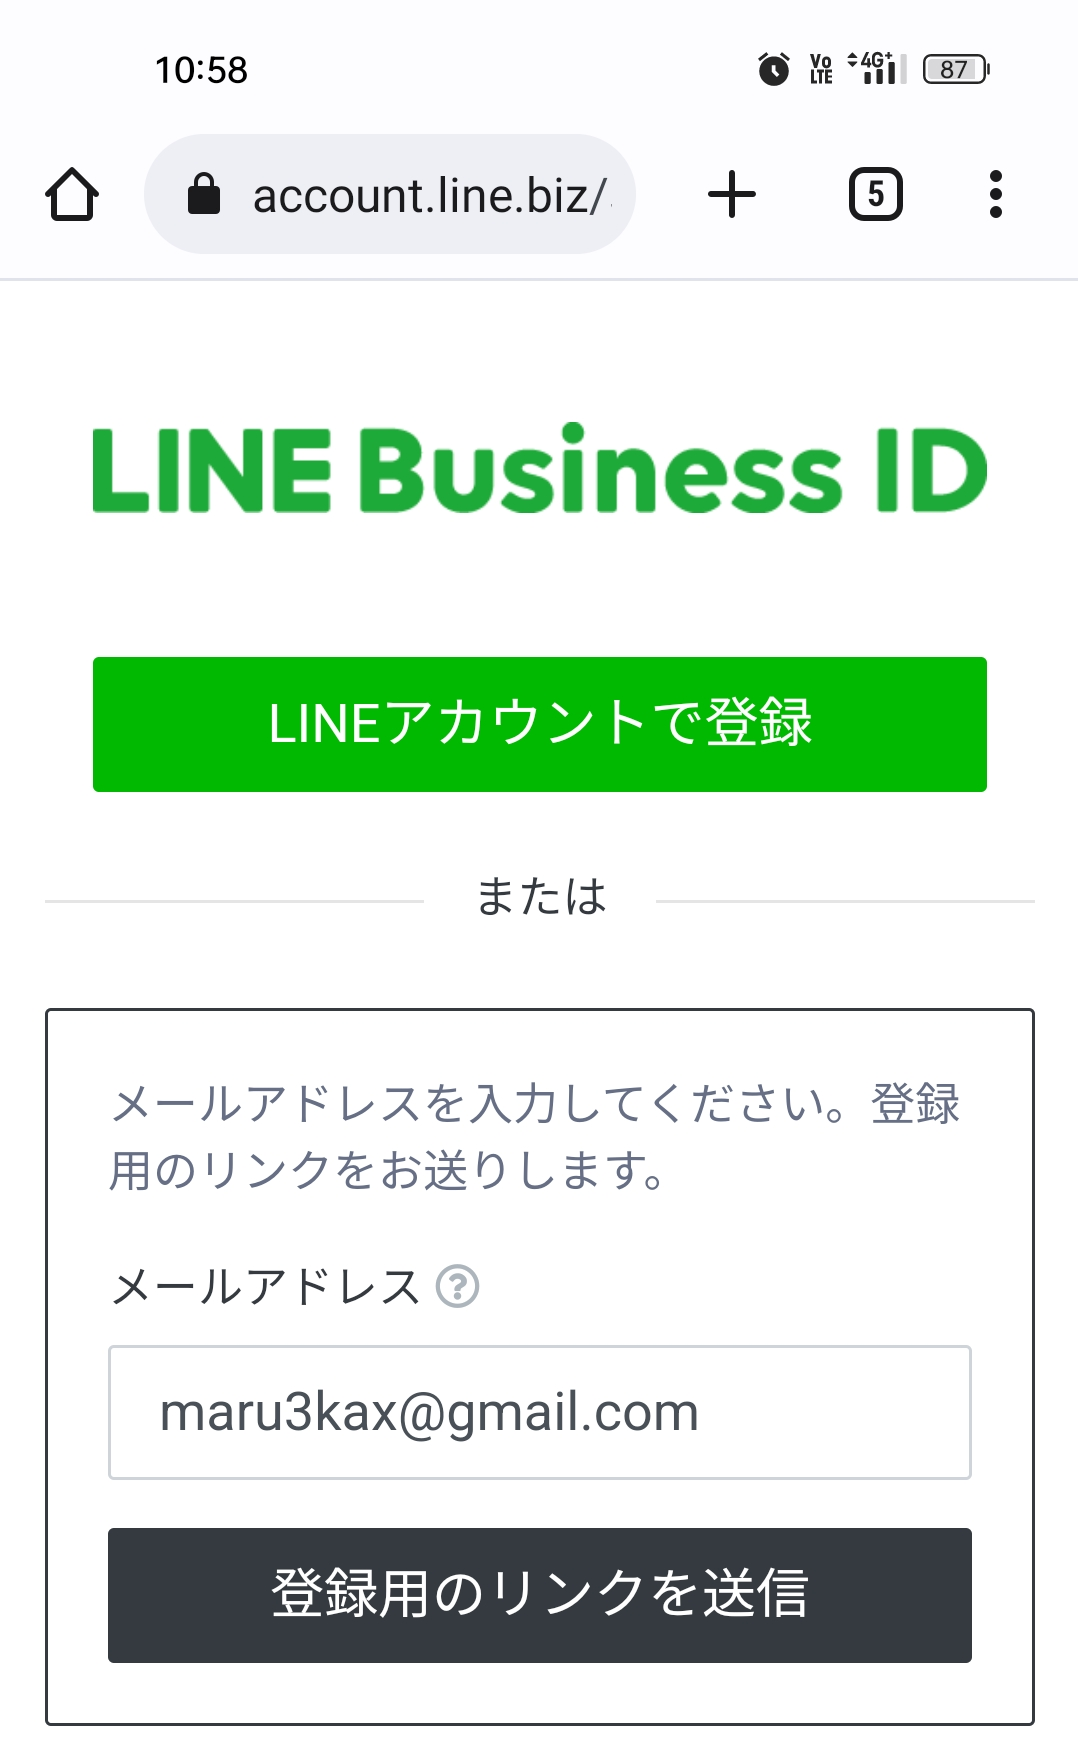 10:58
Vo
LTE
4G+
87
account.line.biz/
5
LINE Business ID
LINEアカウントで登録
または
メールアドレスを入力してください。登録
用のリンクをお送りします。
メールアドレス ?
maru3kax@gmail.com
登録用のリンクを送信